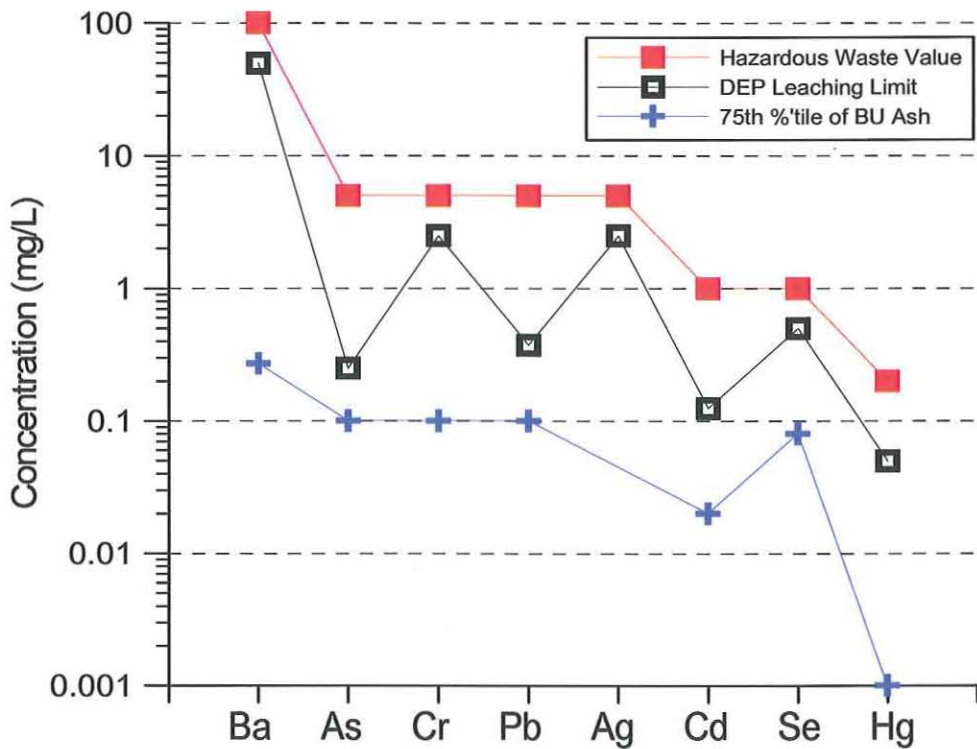 100
10
1
0.1
0.01
0.001
Concentration (mg/L)
Hazardous Waste Value
DEP Leaching Limit
75th %'tile of BU Ash
Ba As Cr Pb Ag Cd Se Hg